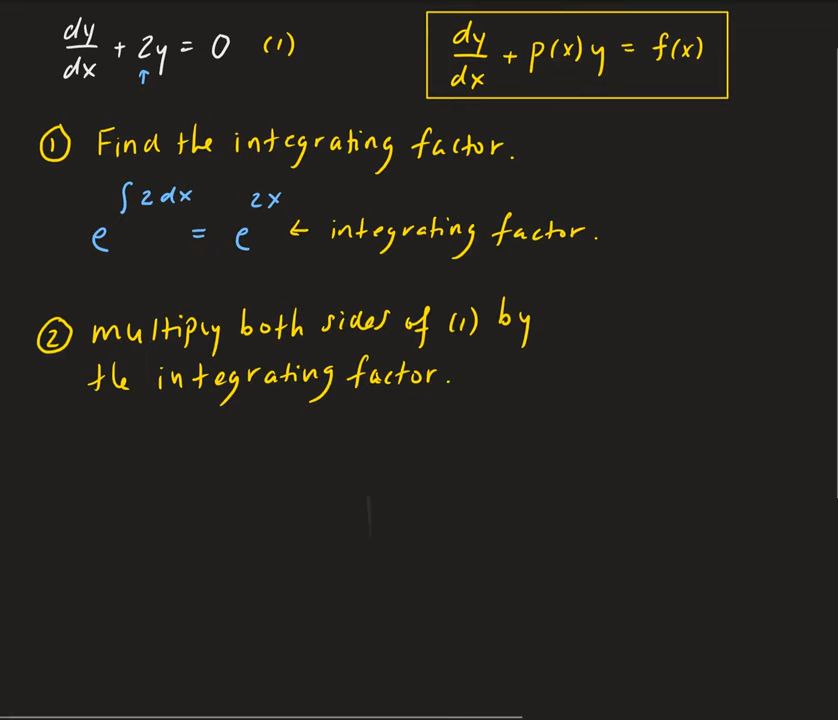 dy/dx + 2y = 0 (1)
dy/dx + p(x) y = f(x)
① Find the integrating factor.
e^∫2dx = e^2x ← integrating factor.
② multiply both sides of (1) by
the integrating factor.